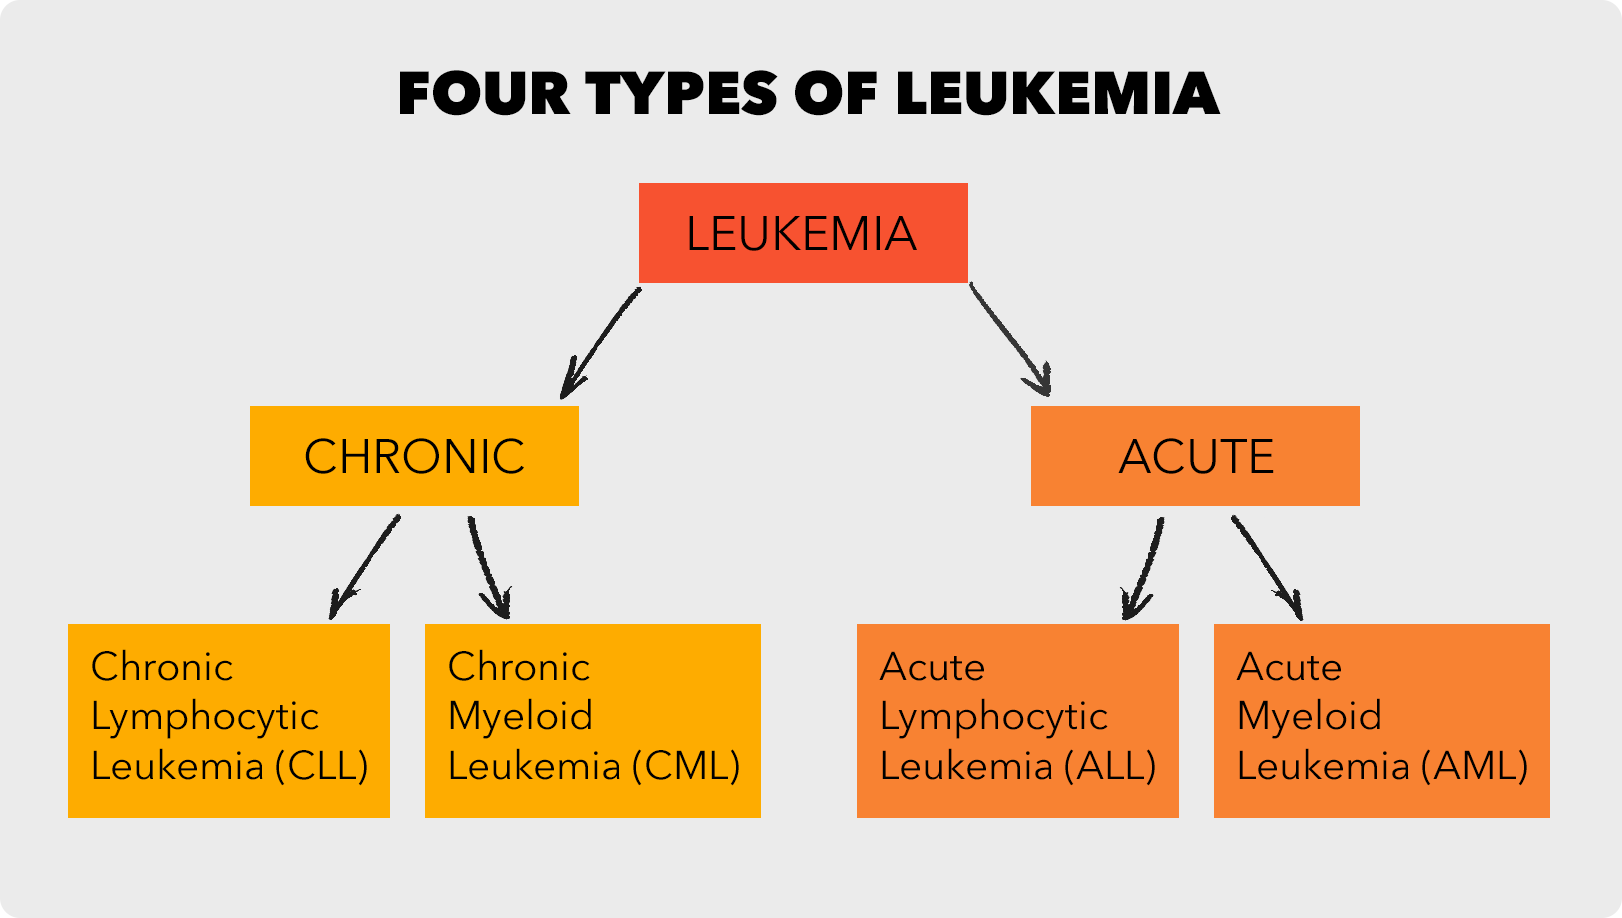 FOUR TYPES OF LEUKEMIA
LEUKEMIA
CHRONIC
ACUTE
Chronic
Lymphocytic
Leukemia (CLL)
Chronic
Myeloid
Leukemia (CML)
Acute
Lymphocytic
Leukemia (ALL)
Acute
Myeloid
Leukemia (AML)